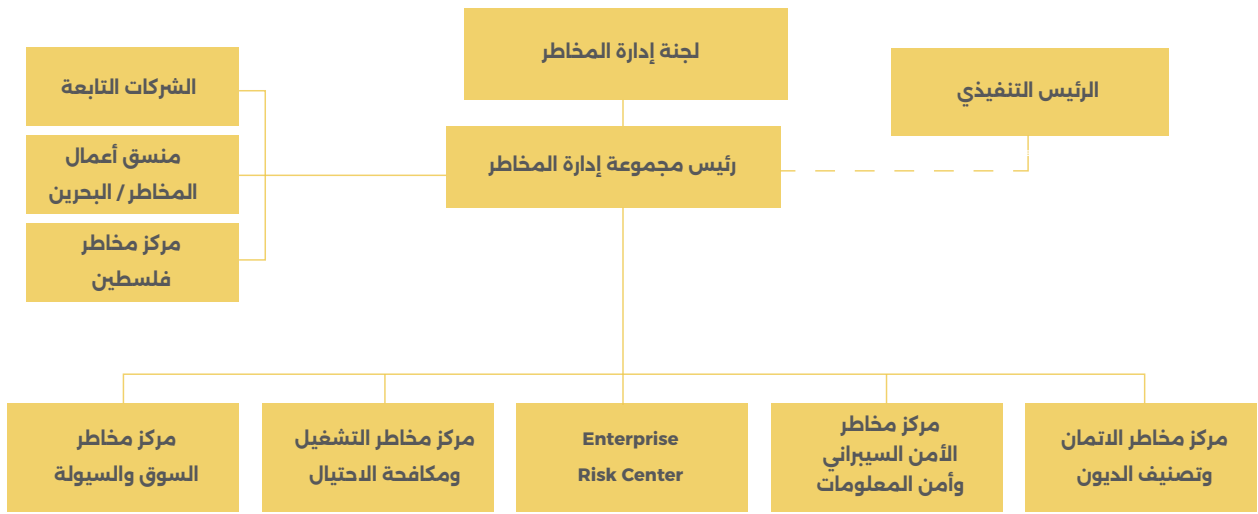 لجنة إدارة المخاطر
الرئيس التنفيذي
رئيس مجموعة إدارة المخاطر
الشركات التابعة
منسق أعمال
المخاطر / البحرين
مركز مخاطر
فلسطين
مركز مخاطر الاتمان
وتصنيف الديون
مركز مخاطر
الأمن السيبراني
وأمن المعلومات
Enterprise
Risk Center
مركز مخاطر التشغيل
ومكافحة الاحتيال
مركز مخاطر
السوق والسيولة